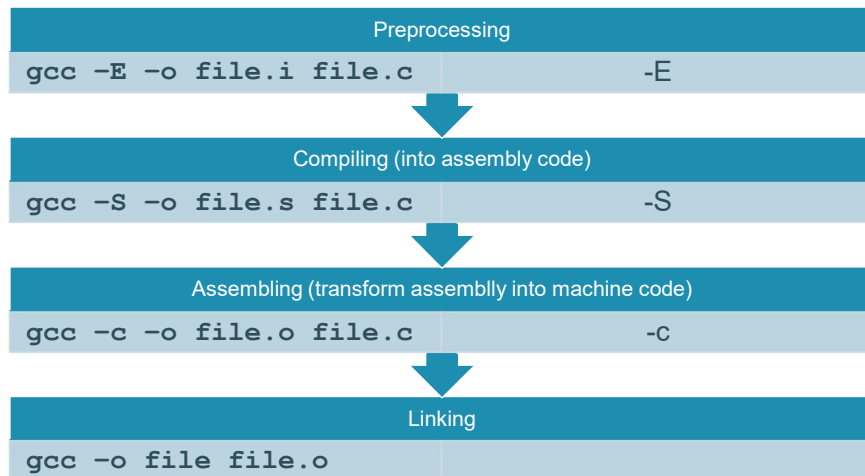 Preprocessing
gcc –E –o file.i file.c -E
Compiling (into assembly code)
gcc –S –o file.s file.c -S
Assembling (transform assemblly into machine code)
gcc –c –o file.o file.c -c
Linking
gcc –o file file.o